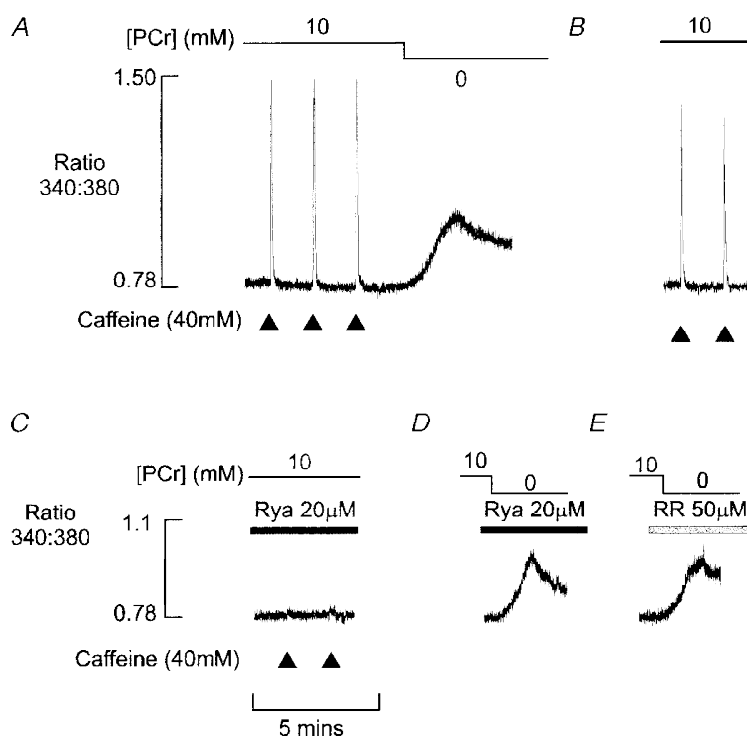 A
B
[PCr] (mM)
10
0
10
1.50
Ratio
340:380
0.78
Caffeine (40mM)
C
D
E
[PCr] (mM)
10
10
0
10
0
Ratio
340:380
1.1
Rya 20µM
Rya 20µM
RR 50µM
0.78
Caffeine (40mM)
5 mins